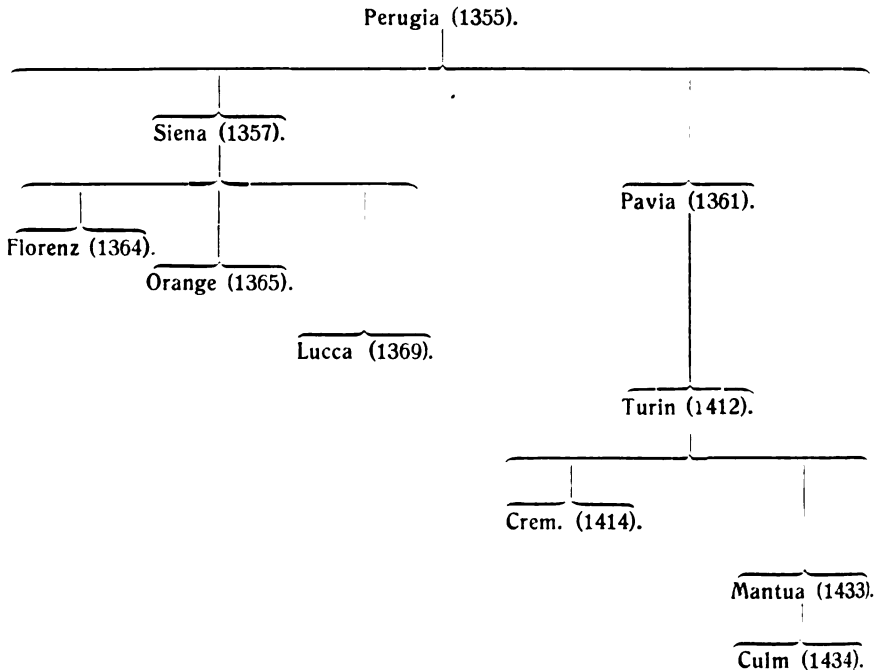 Perugia (1355).
Siena (1357).
Pavia (1361).
Florenz (1364).
Orange (1365).
Lucca (1369).
Turin (1412).
Crem. (1414).
Mantua (1433).
Culm (1434).